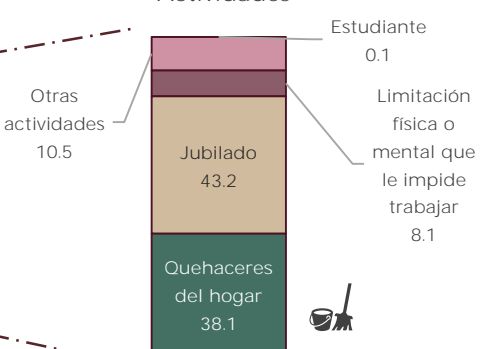 Estudiante
0.1
Otras
actividades
10.5
Limitación
física o
mental que
le impide
trabajar
8.1
Jubilado
43.2
Quehaceres
del hogar
38.1